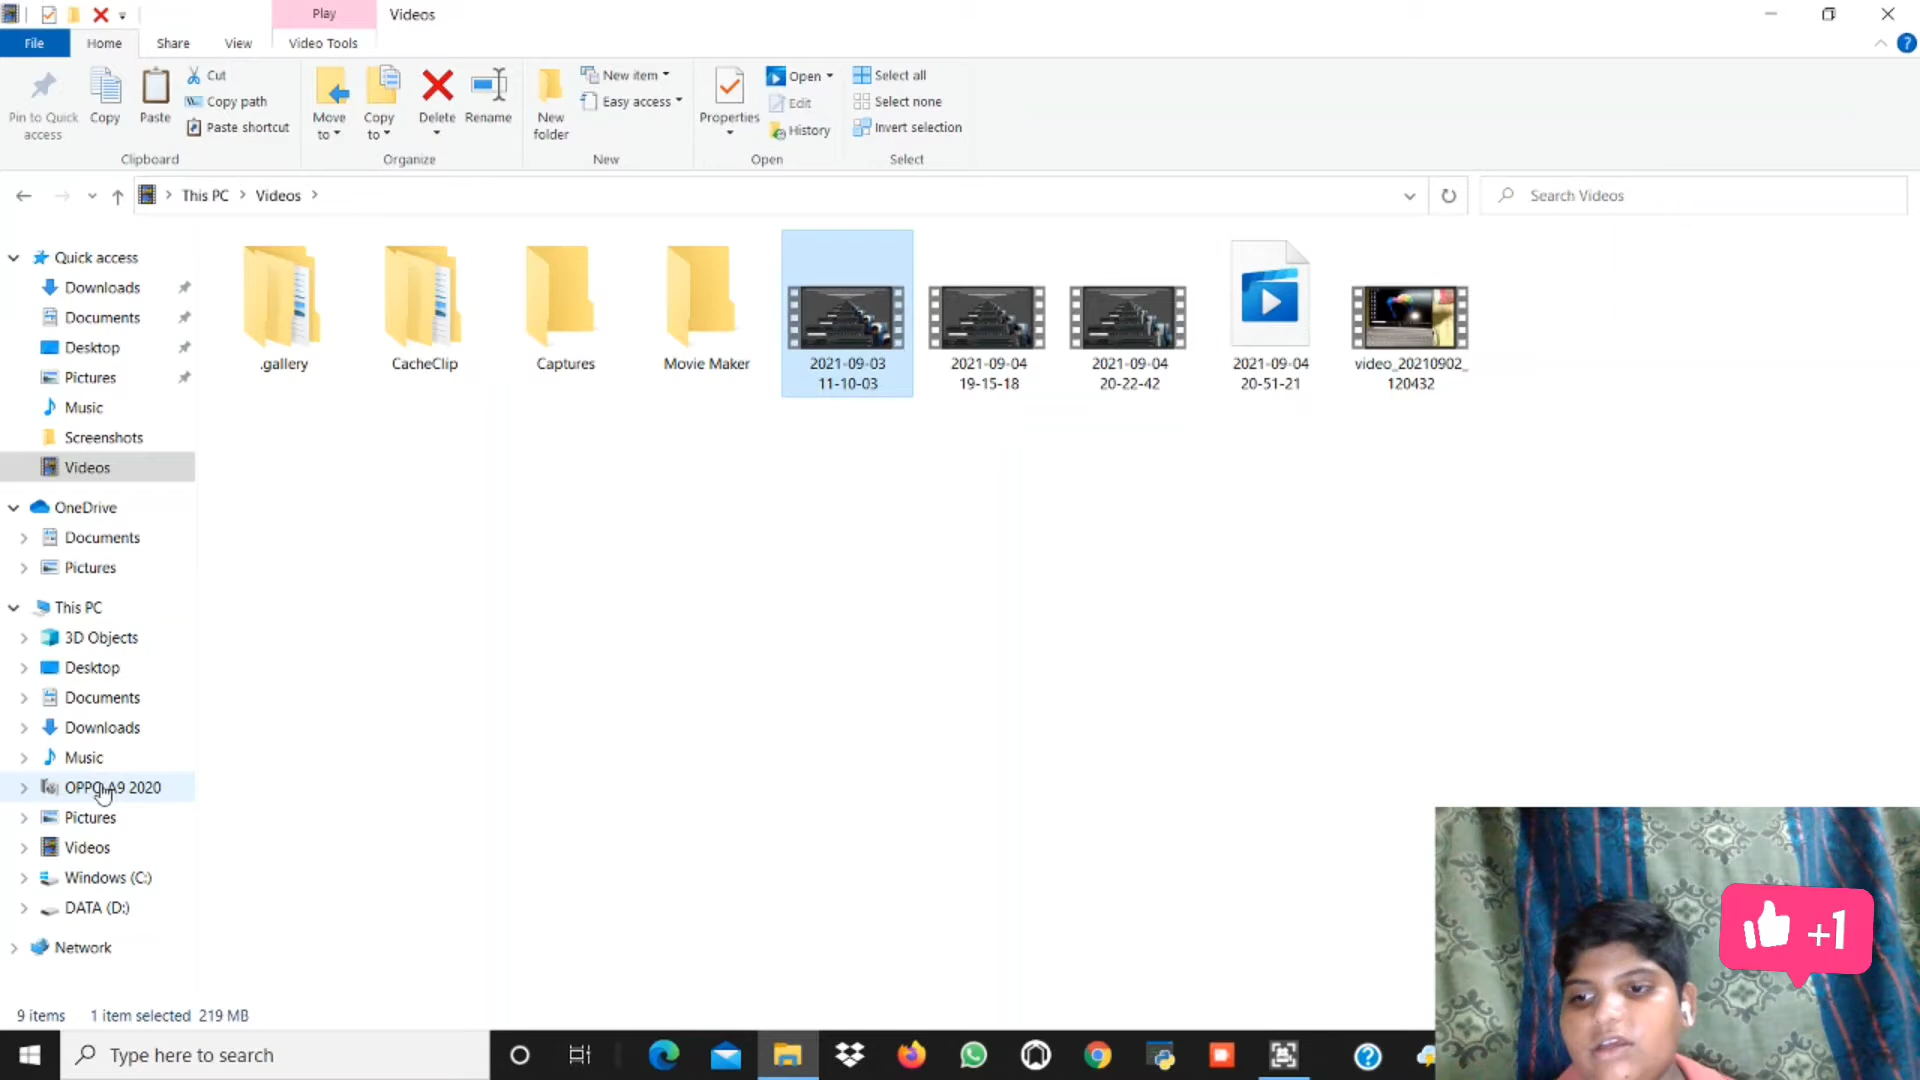 Play
Videos
File
Home
Share
View
Video Tools
Pin to Quick
access
Copy
Paste
Cut
Copy path
Paste shortcut
Clipboard
Move
to
Copy
to
Delete
Rename
Organize
New
folder
New item
Easy access
New
Properties
Open
Edit
History
Open
Select all
Select none
Invert selection
Select
This PC
Videos
Search Videos
Quick access
Downloads
Documents
Desktop
Pictures
Music
Screenshots
Videos
OneDrive
Documents
Pictures
This PC
3D Objects
Desktop
Documents
Downloads
Music
OPPO A9 2020
Pictures
Videos
Windows (C:)
DATA (D:)
Network
.gallery
CacheClip
Captures
Movie Maker
2021-09-03
11-10-03
2021-09-04
19-15-18
2021-09-04
20-22-42
2021-09-04
20-51-21
video_20210902_
120432
+1
9 items
1 item selected 219 MB
Type here to search